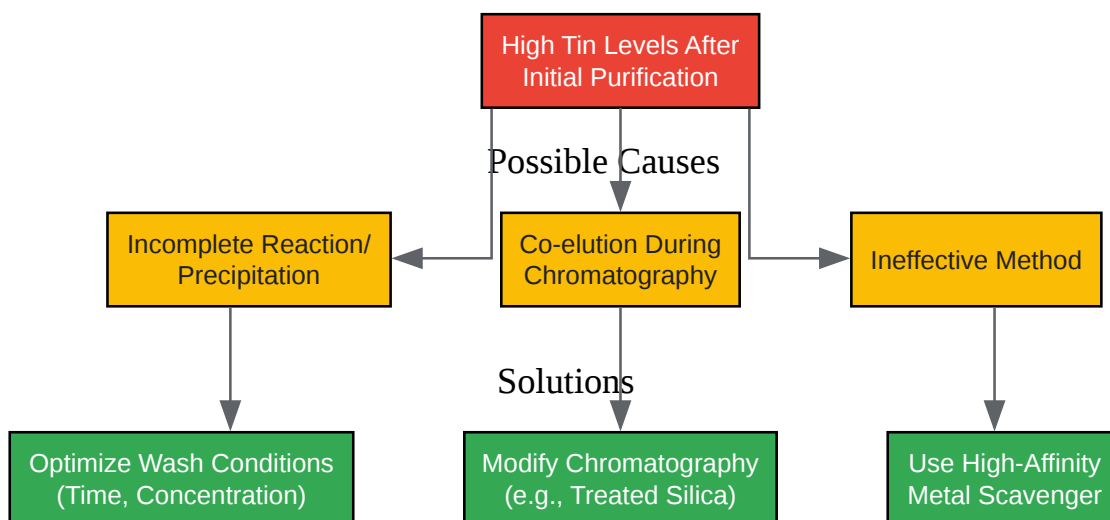 High Tin Levels After
Initial Purification
Possible Causes
Incomplete Reaction/
Precipitation
Co-elution During
Chromatography
Ineffective Method
Solutions
Optimize Wash Conditions
(Time, Concentration)
Modify Chromatography
(e.g., Treated Silica)
Use High-Affinity
Metal Scavenger